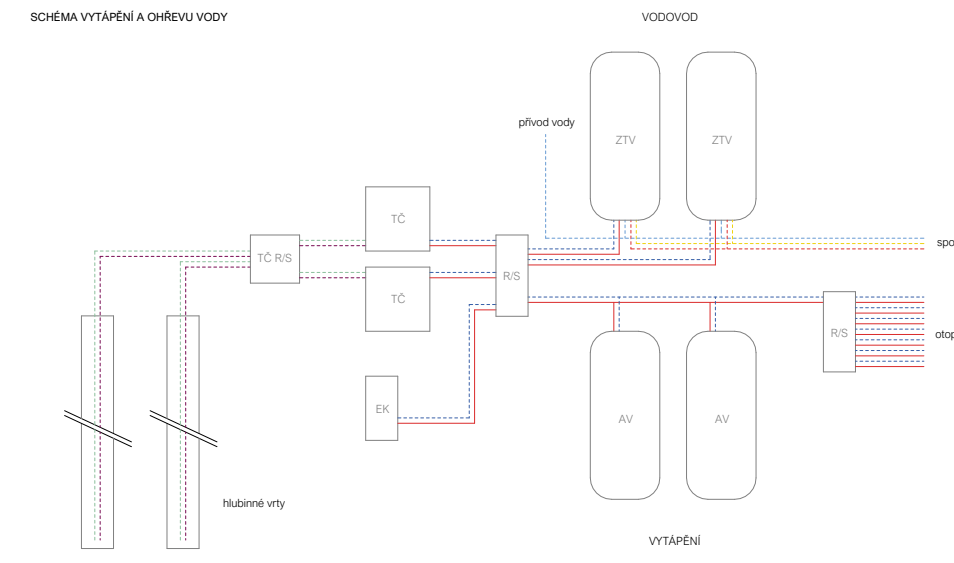 SCHÉMA VYTÁPĚNÍ A OHŘEVU VODY
VODOVOD
přívod vody
ZTV
ZTV
TČ
TČ R/S
R/S
TČ
R/S
EK
AV
AV
hlubinné vrty
VYTÁPĚNÍ